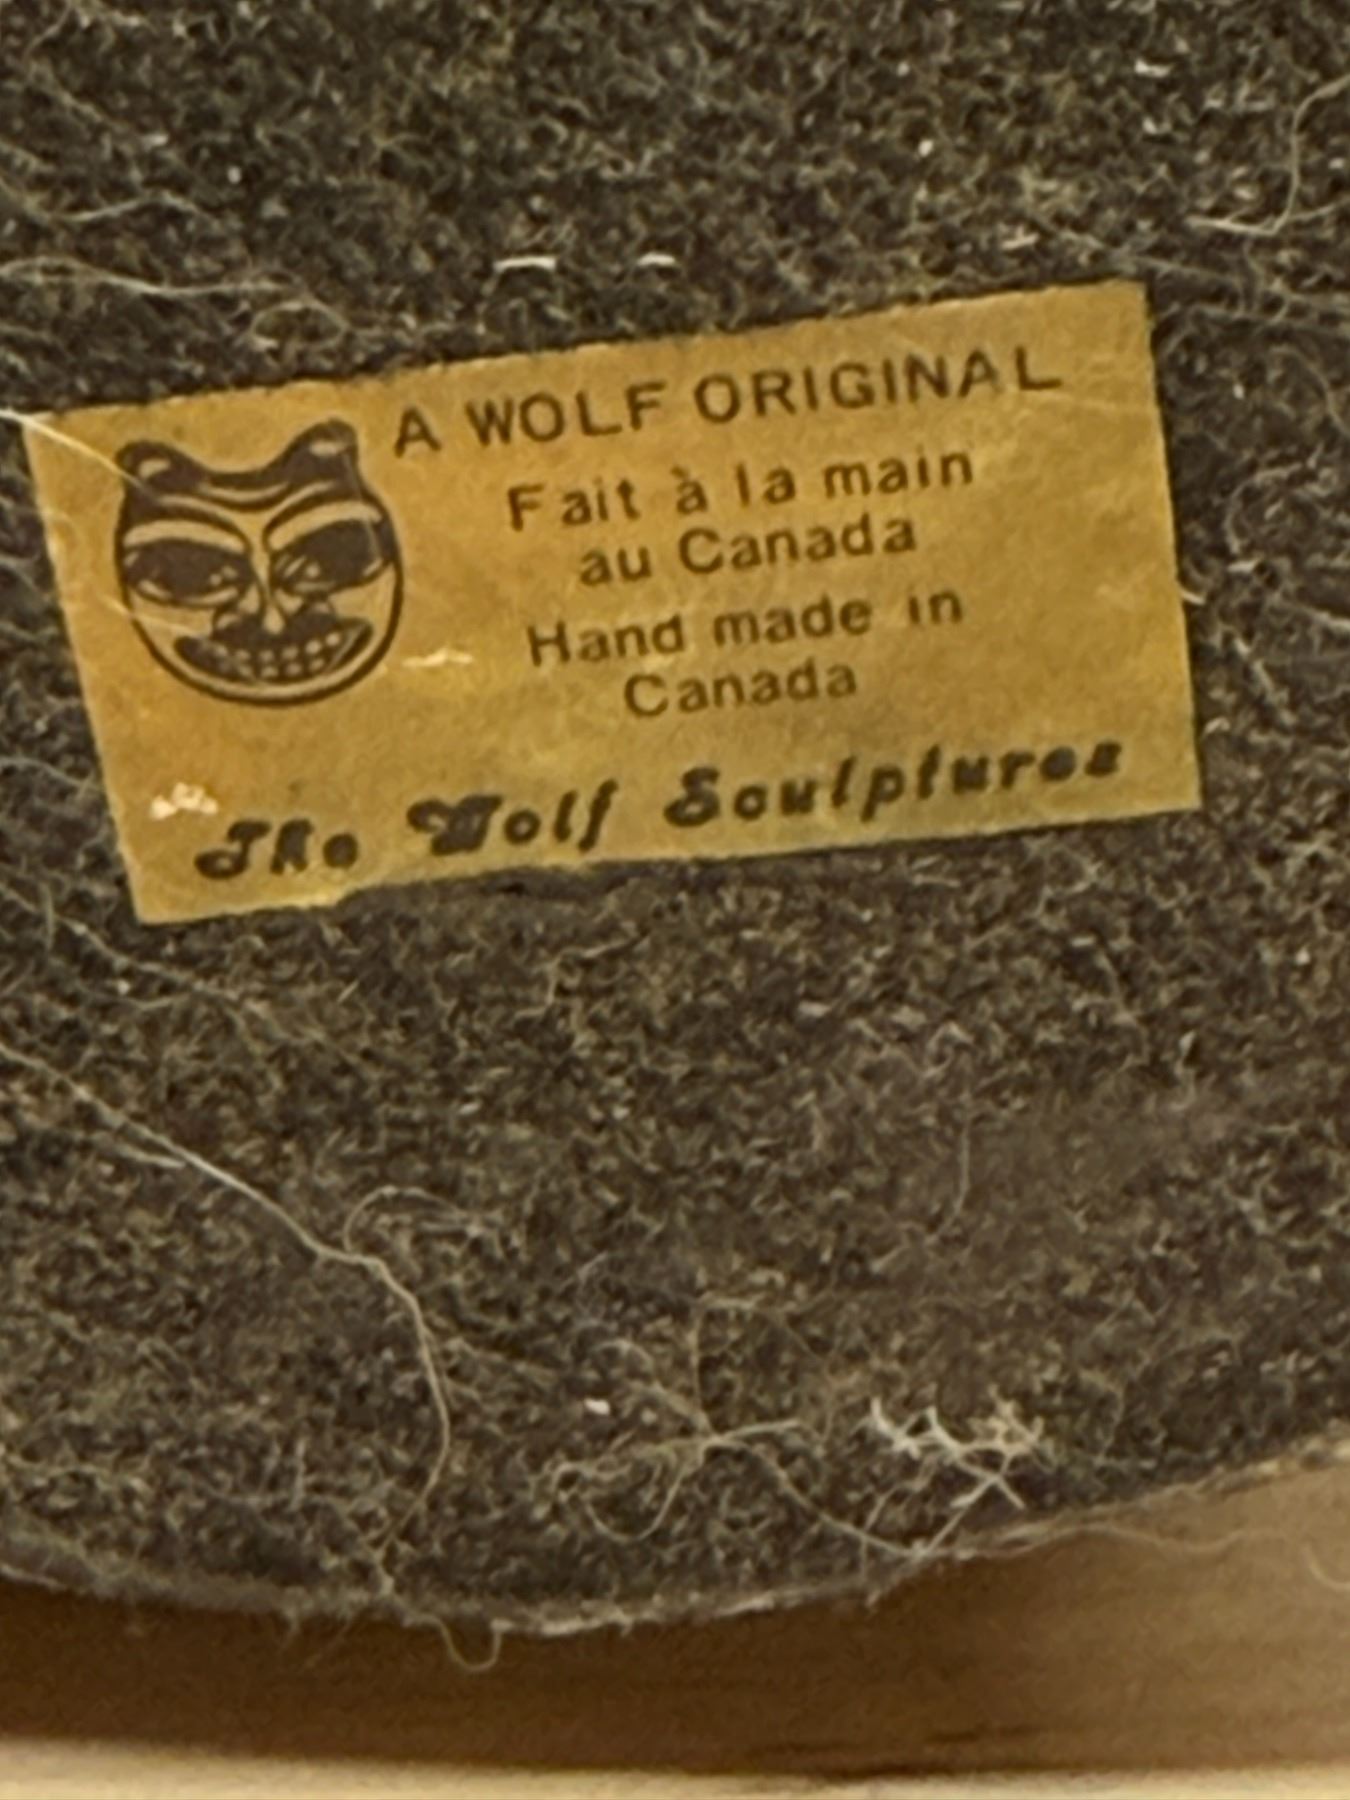 A WOLF ORIGINAL
Fait à la main
au Canada
Hand made in
Canada
The Wolf Sculptures